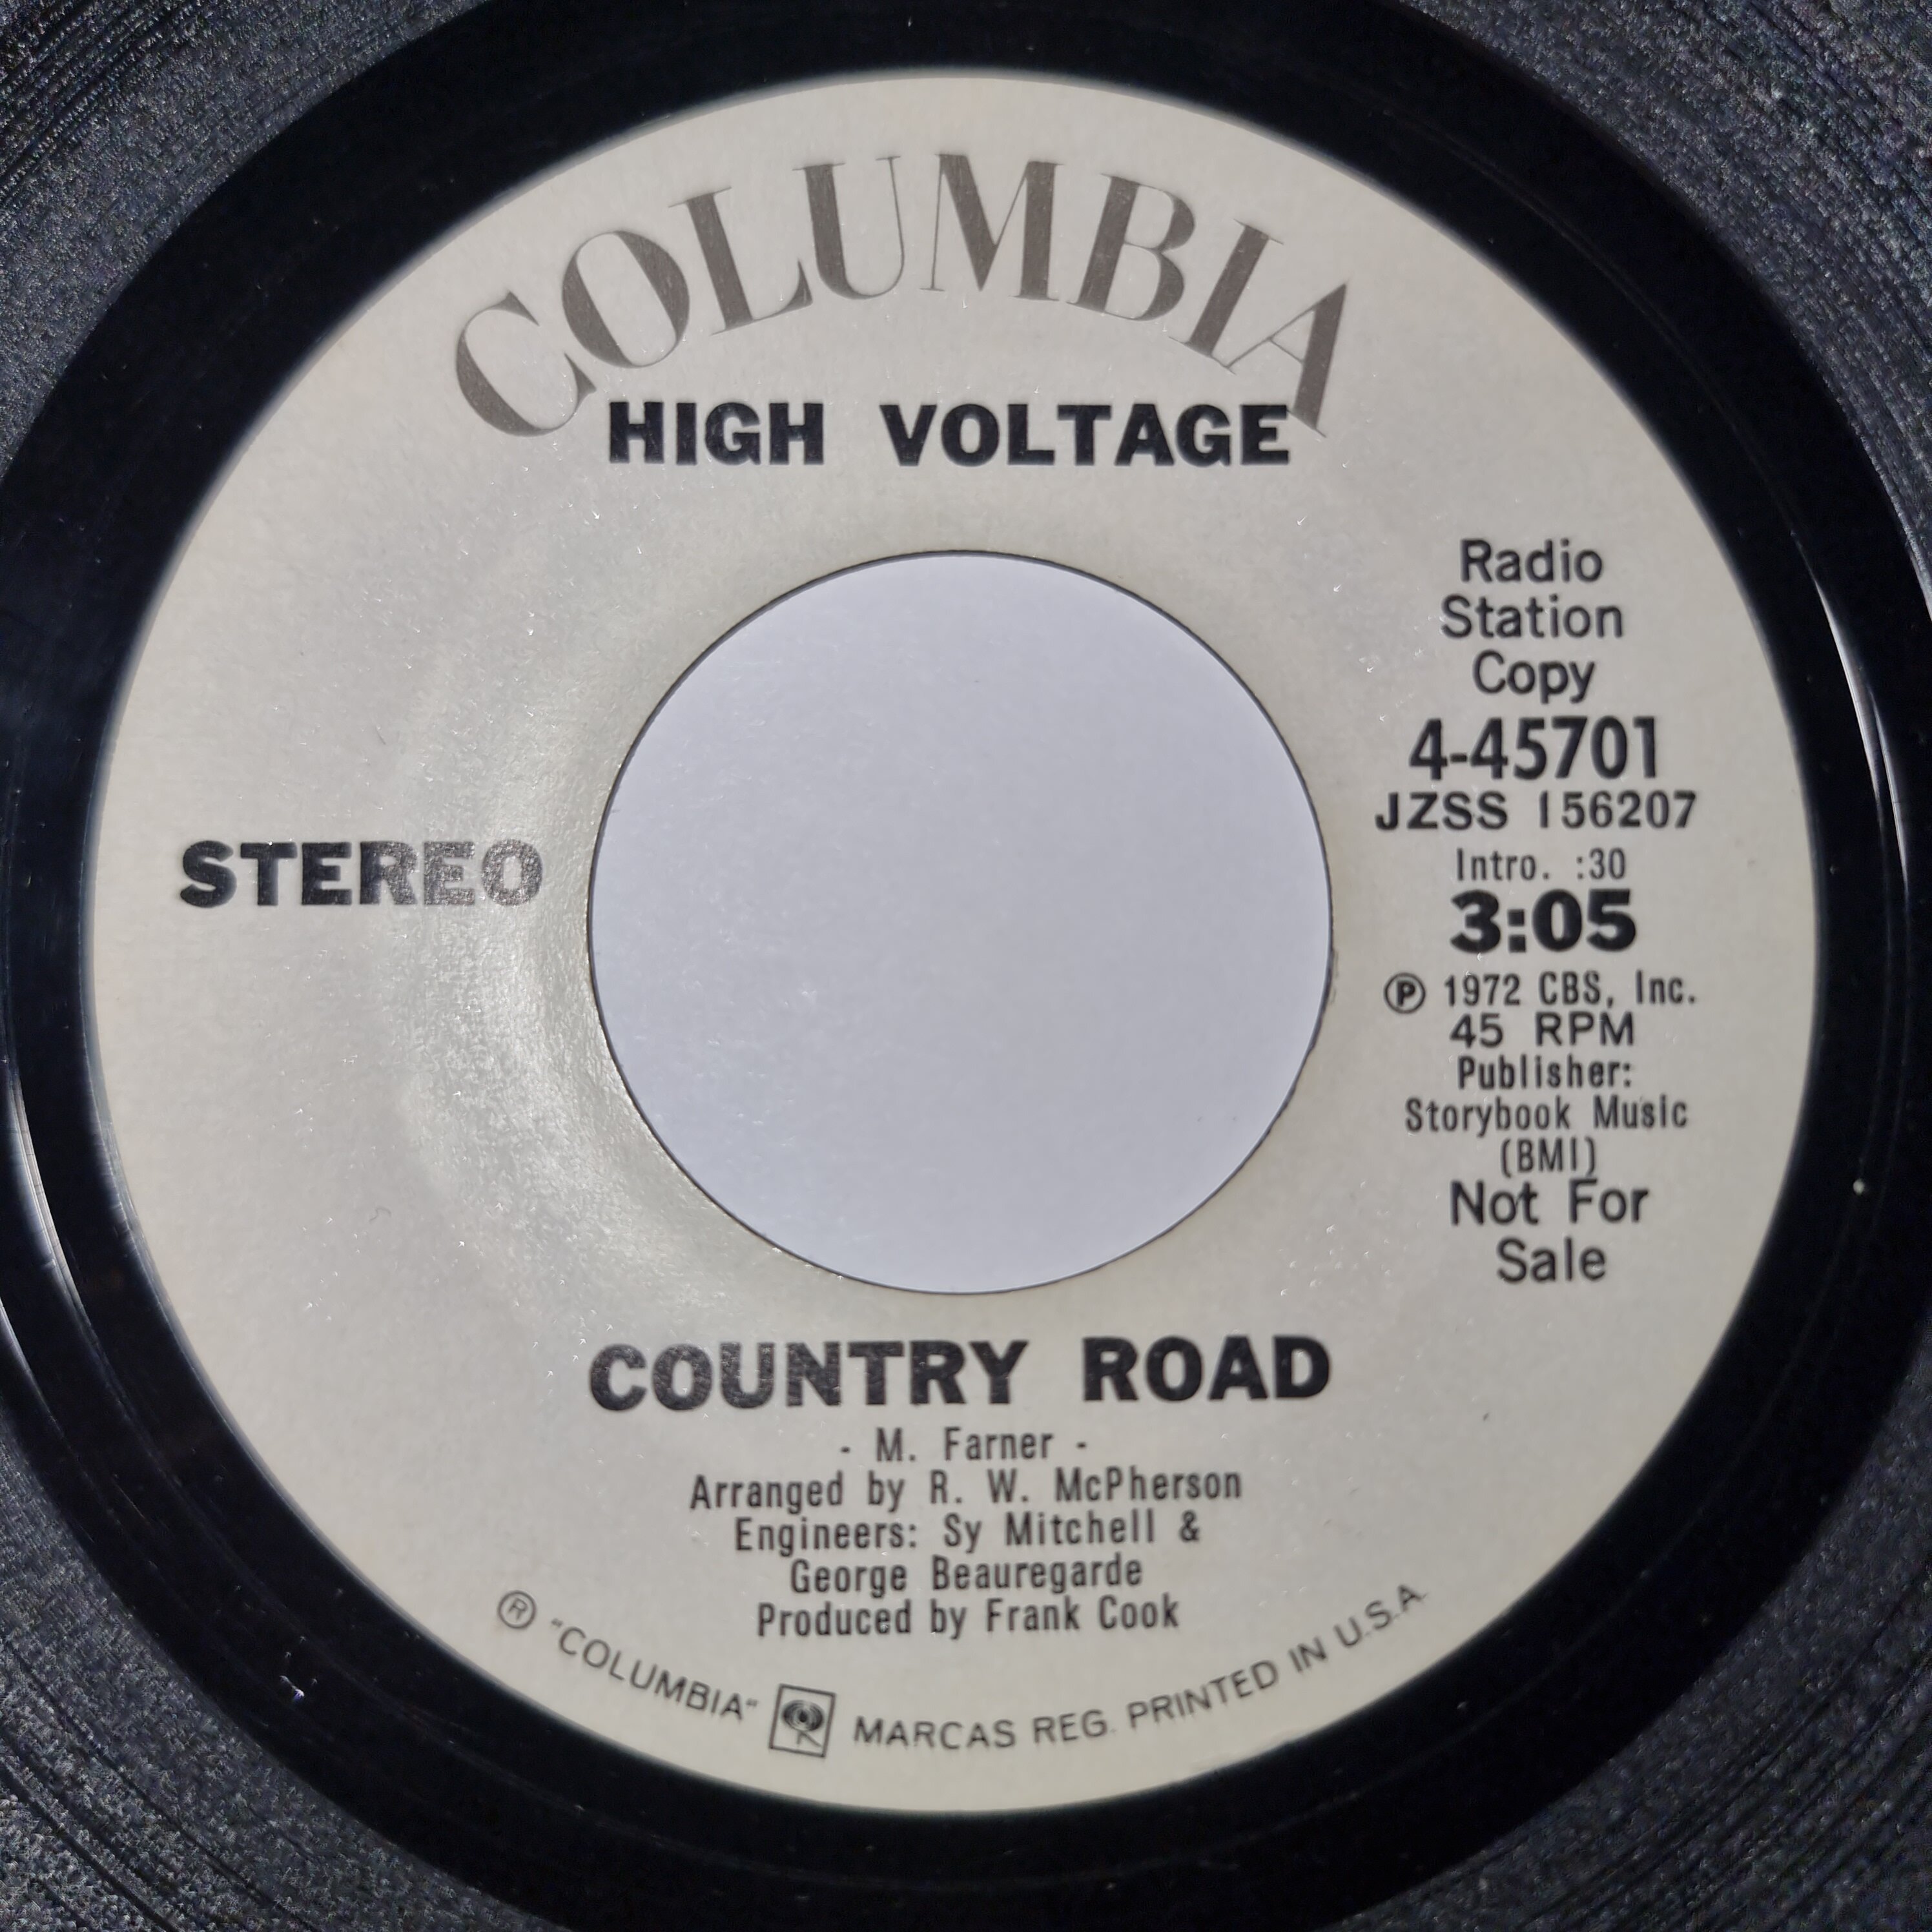 COLUMBIA
HIGH VOLTAGE
Radio
Station
Copy
4-45701
JZSS 156207
Intro. :30
3:05
STEREO
Ⓟ 1972 CBS, Inc.
45 RPM
Publisher:
Storybook Music
(BMI)
Not For
Sale
COUNTRY ROAD
- M. Farner -
Arranged by R. W. McPherson
Engineers: Sy Mitchell &
George Beauregarde
Produced by Frank Cook
® "COLUMBIA" MARCAS REG. PRINTED IN U.S.A.